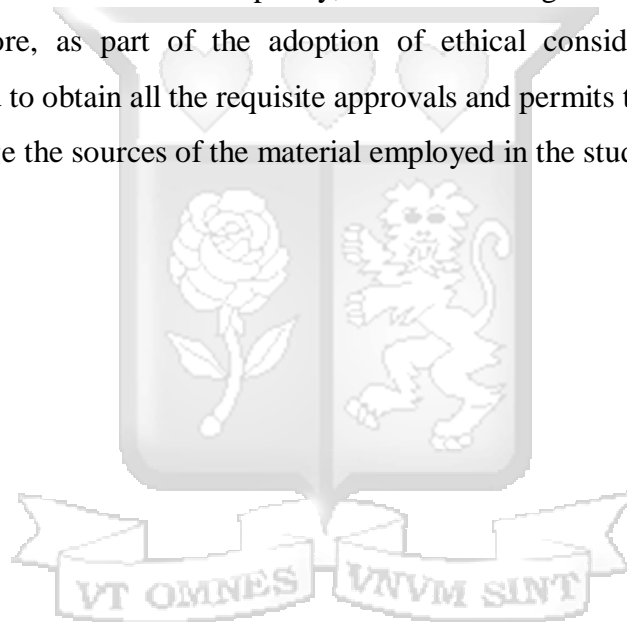 ore, as part of the adoption of ethical consid
to obtain all the requisite approvals and permits t
e the sources of the material employed in the stud
VT OMNES VNVM SINT